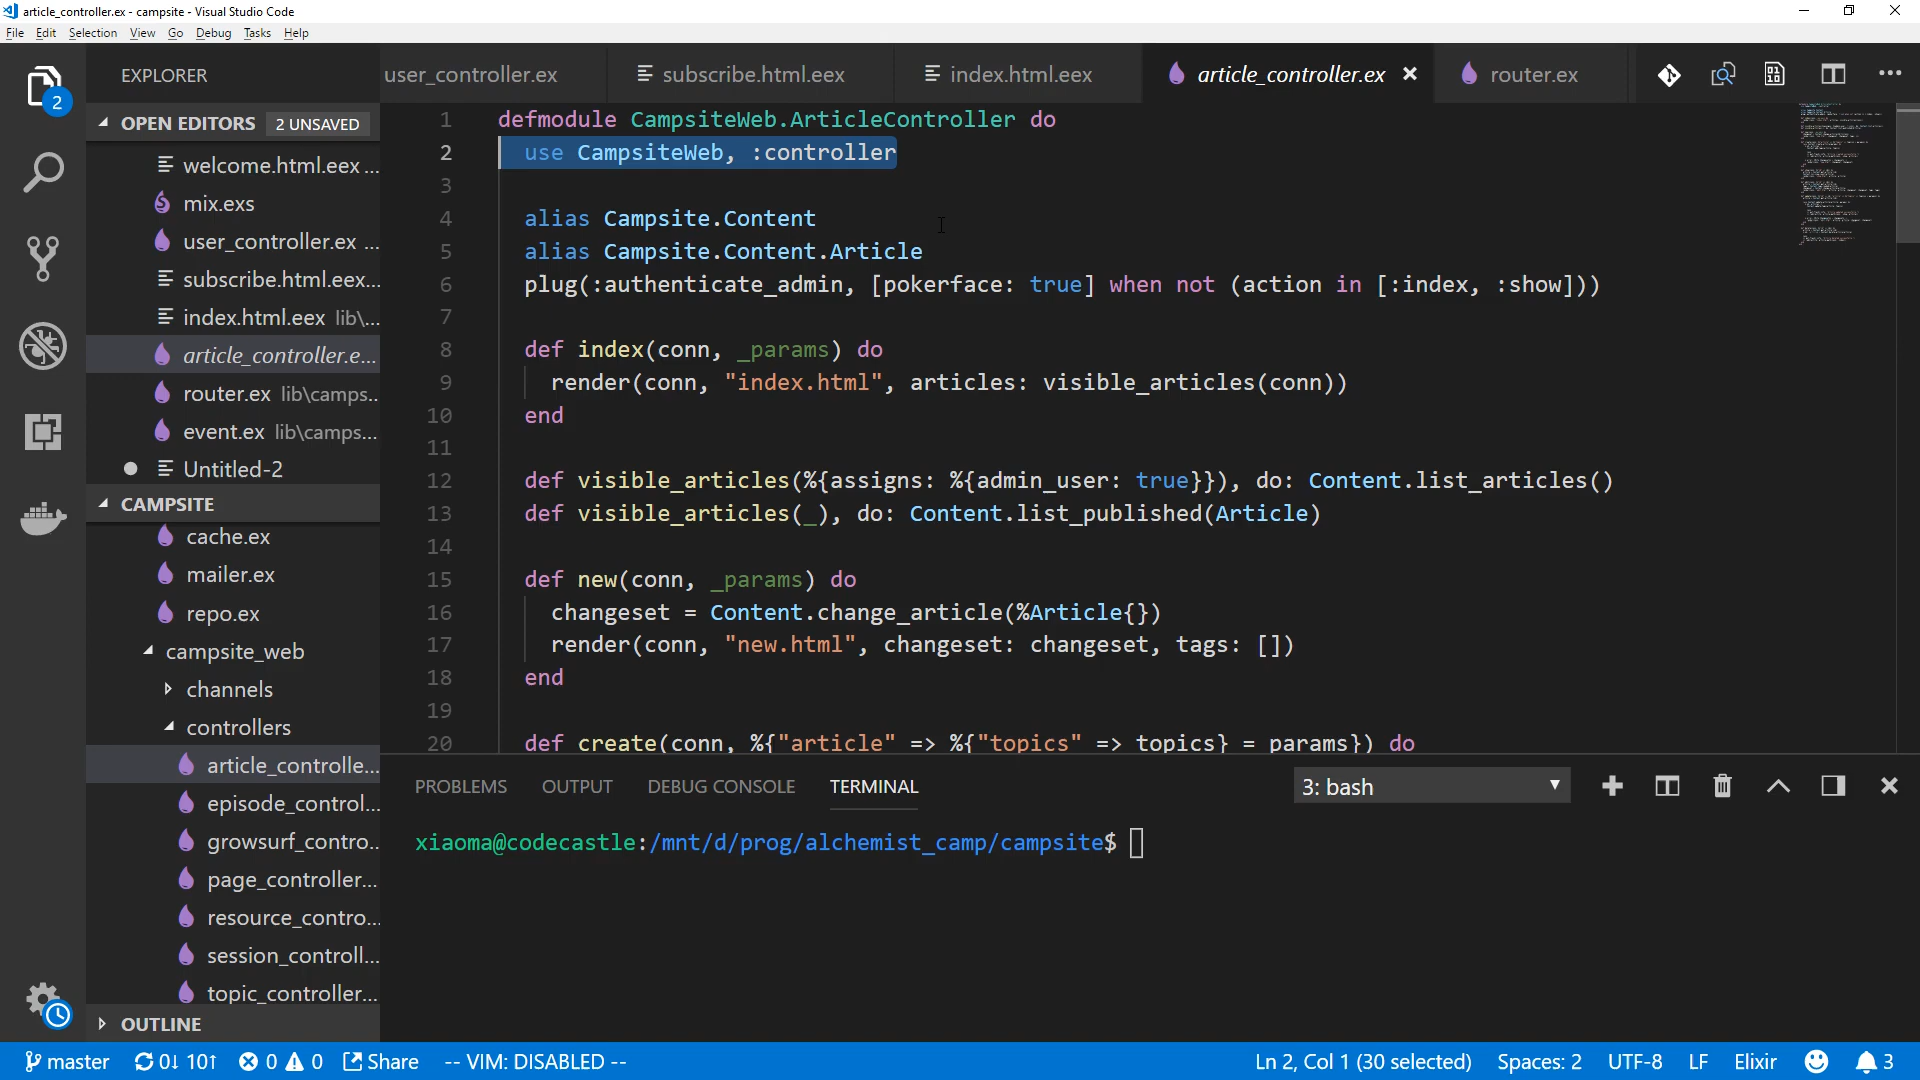 article_controller.ex - campsite - Visual Studio Code
File Edit Selection View Go Debug Tasks Help
EXPLORER
user_controller.ex
subscribe.html.eex
index.html.eex
article_controller.ex
router.ex
OPEN EDITORS 2 UNSAVED
welcome.html.eex ...
mix.exs
user_controller.ex ...
subscribe.html.eex...
index.html.eex lib\...
article_controller.e...
router.ex lib\camps...
event.ex lib\camps...
Untitled-2
CAMPSITE
cache.ex
mailer.ex
repo.ex
campsite_web
channels
controllers
article_controlle...
episode_control...
growsurf_contro...
page_controller...
resource_contro...
session_controll...
topic_controller...
OUTLINE
2
1 defmodule CampsiteWeb.ArticleController do
2 use CampsiteWeb, :controller
3
4 alias Campsite.Content
5 alias Campsite.Content.Article
6 plug(:authenticate_admin, [pokerface: true] when not (action in [:index, :show]))
7
8 def index(conn, _params) do
9 render(conn, "index.html", articles: visible_articles(conn))
10 end
11
12 def visible_articles(%{assigns: %{admin_user: true}}), do: Content.list_articles()
13 def visible_articles(_), do: Content.list_published(Article)
14
15 def new(conn, _params) do
16 changeset = Content.change_article(%Article{})
17 render(conn, "new.html", changeset: changeset, tags: [])
18 end
19
20 def create(conn, %{"article" => %{"topics" => topics} = params}) do
PROBLEMS OUTPUT DEBUG CONSOLE TERMINAL 3: bash
xiaoma@codecastle:/mnt/d/prog/alchemist_camp/campsite$
master 0↓ 10↑ 0 0 Share -- VIM: DISABLED -- Ln 2, Col 1 (30 selected) Spaces: 2 UTF-8 LF Elixir 3